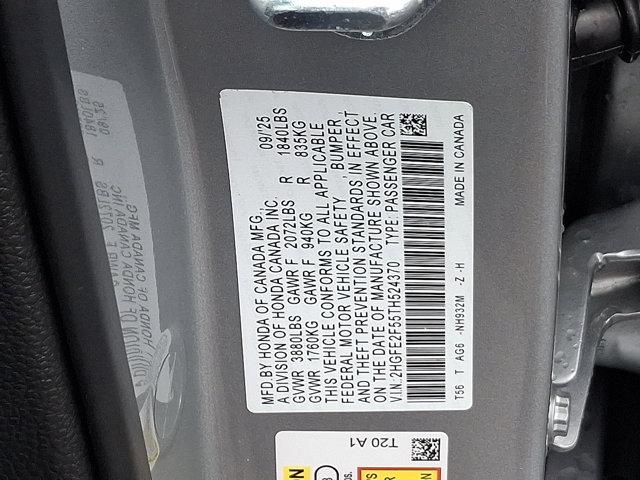 MFD.BY HONDA OF CANADA MFG., 09/25
A DIVISION OF HONDA CANADA INC.
GVWR 3880LBS GAWR F 2072LBS R 1840LBS
GVWR 1760KG GAWR F 940KG R 835KG
THIS VEHICLE CONFORMS TO ALL APPLICABLE
FEDERAL MOTOR VEHICLE SAFETY , BUMPER ,
AND THEFT PREVENTION STANDARDS IN EFFECT
ON THE DATE OF MANUFACTURE SHOWN ABOVE.
V.I.N: 2HGFE2F55TH524370 TYPE: PASSENGER CAR
T56 T AG6 -NH932M -Z -H MADE IN CANADA
T20 A1